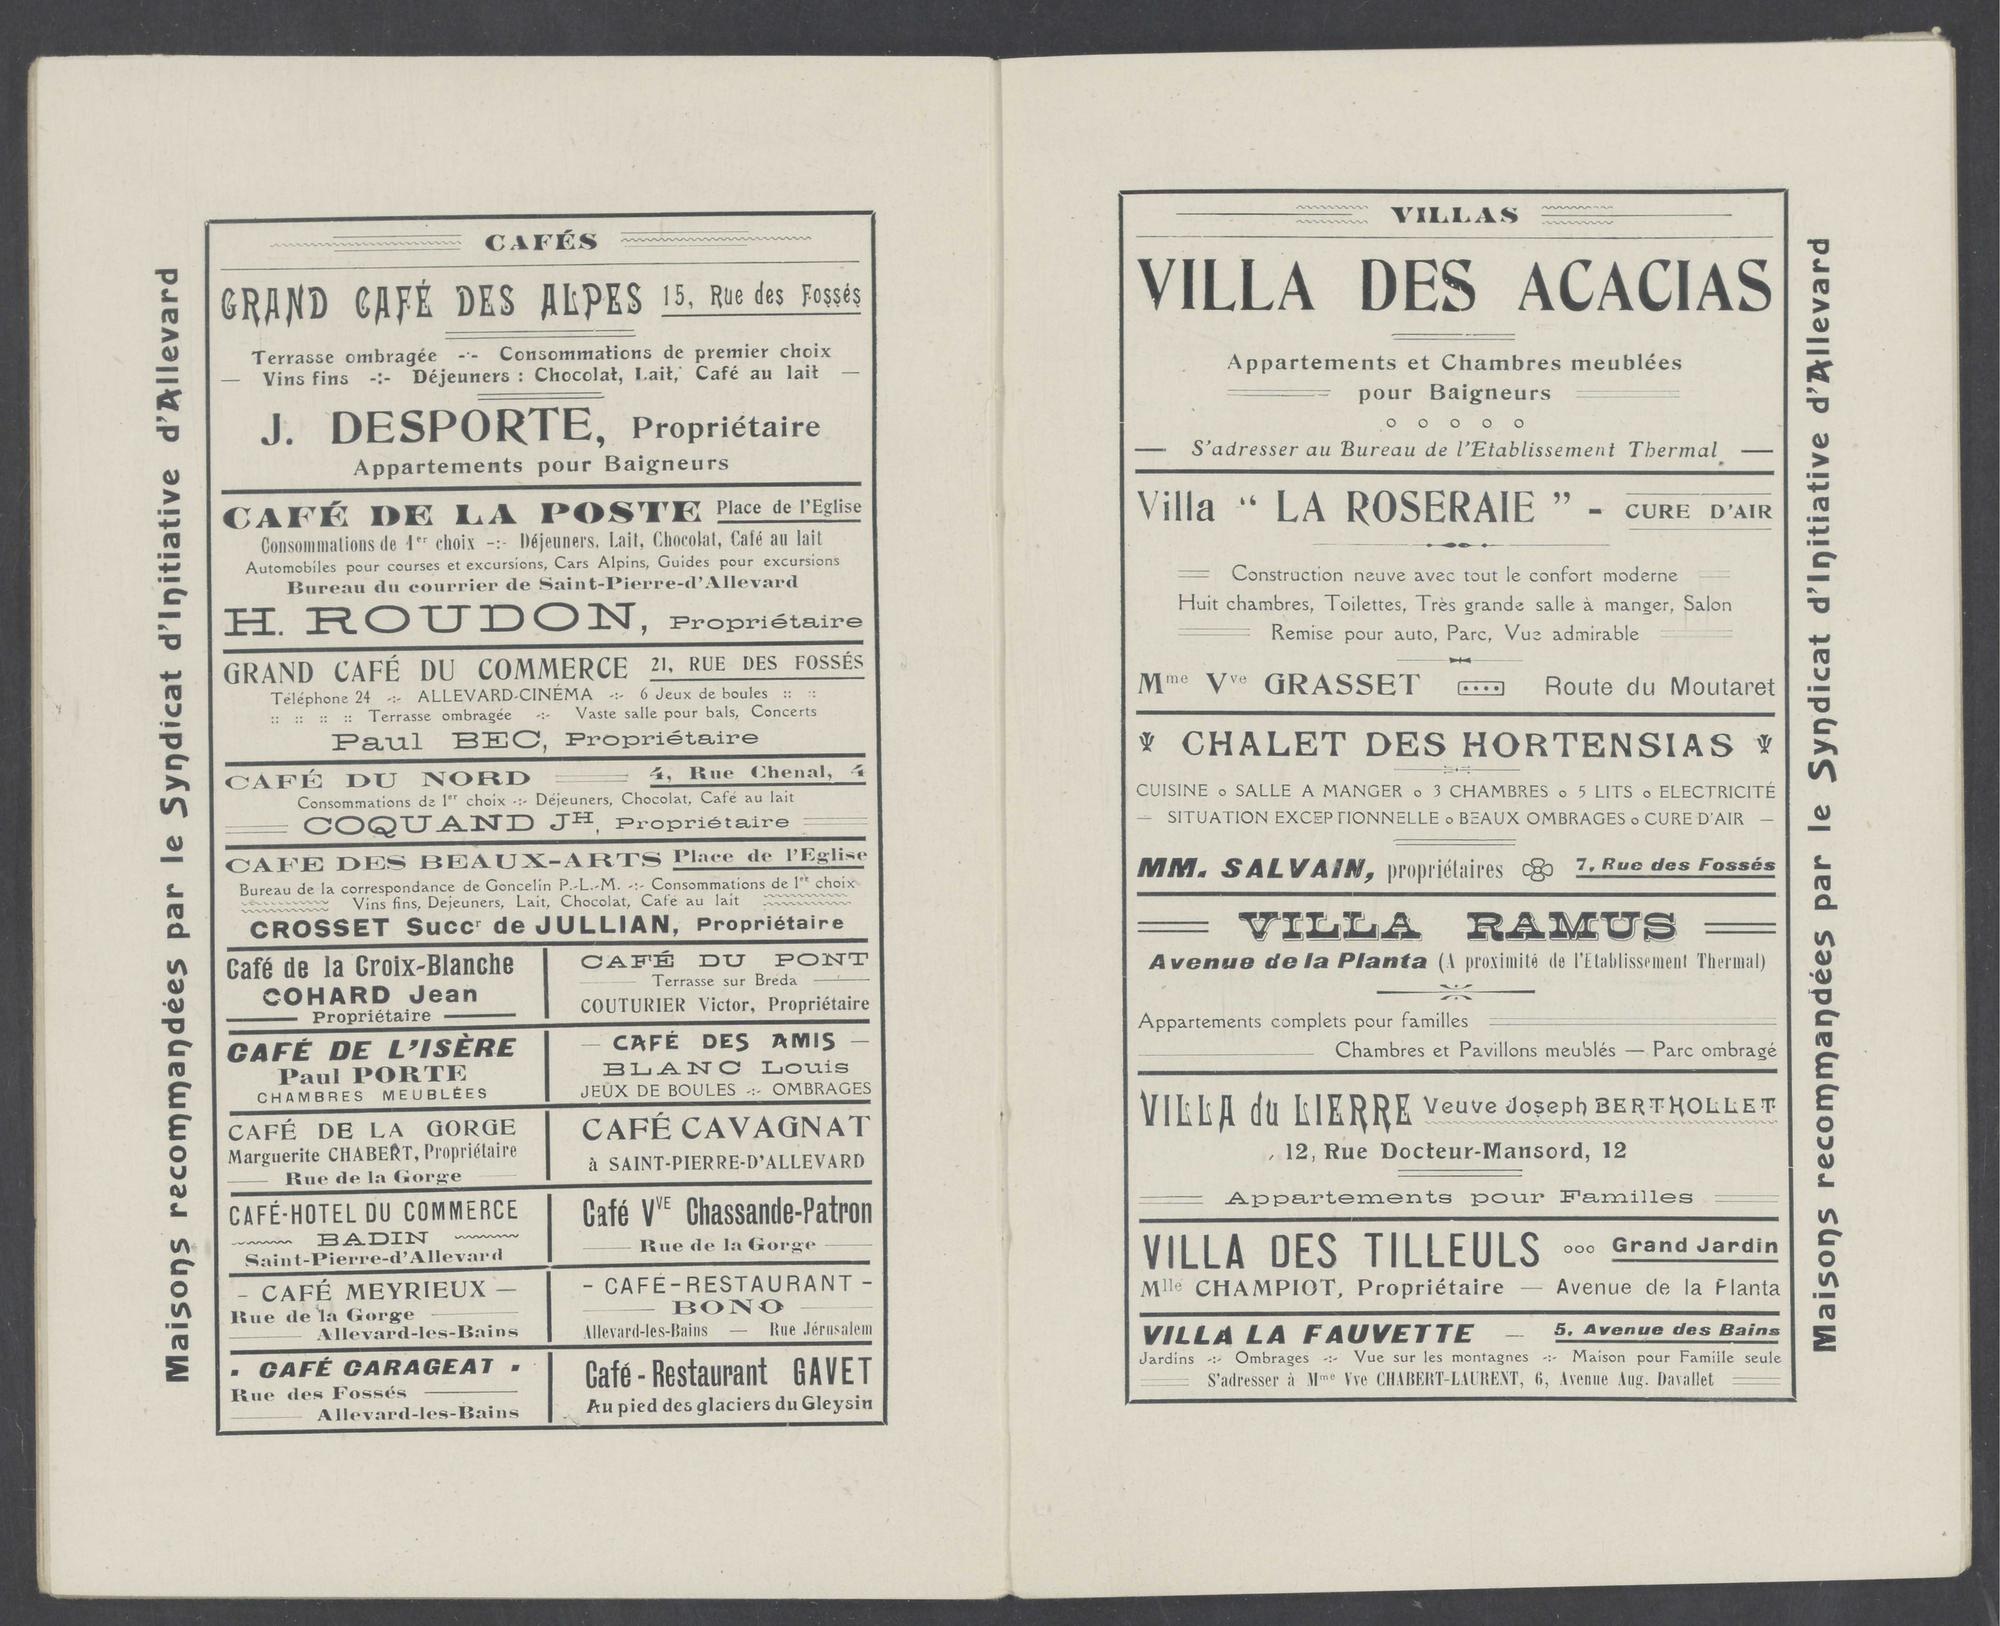 Maisons recommandées par le Syndicat d'Initiative d'Allevard
CAFÉS
GRAND CAFÉ DES ALPES 15, Rue des Fossés
Terrasse ombragée -:- Consommations de premier choix
— Vins fins -:- Déjeuners : Chocolat, Lait, Café au lait —
J. DESPORTE, Propriétaire
Appartements pour Baigneurs
CAFÉ DE LA POSTE Place de l'Eglise
Consommations de 1er choix -:- Déjeuners, Lait, Chocolat, Café au lait
Automobiles pour courses et excursions, Cars Alpins, Guides pour excursions
Bureau du courrier de Saint-Pierre-d'Allevard
H. ROUDON, Propriétaire
GRAND CAFÉ DU COMMERCE 21, RUE DES FOSSÉS
Téléphone 24 -:- ALLEVARD-CINÉMA -:- 6 Jeux de boules :: ::
:: :: :: :: Terrasse ombragée -:- Vaste salle pour bals, Concerts
Paul BEC, Propriétaire
CAFÉ DU NORD 4, Rue Chenal, 4
Consommations de 1er choix -:- Déjeuners, Chocolat, Café au lait
COQUAND JH, Propriétaire
CAFE DES BEAUX-ARTS Place de l'Eglise
Bureau de la correspondance de Goncelin P.-L.-M. -:- Consommations de 1er choix
Vins fins, Dejeuners, Lait, Chocolat, Cafe au lait
CROSSET Succr de JULLIAN, Propriétaire
Café de la Croix-Blanche
COHARD Jean
Propriétaire
CAFÉ DU PONT
Terrasse sur Bréda
COUTURIER Victor, Propriétaire
CAFÉ DE L'ISÈRE
Paul PORTE
CHAMBRES MEUBLÉES
— CAFÉ DES AMIS —
BLANC Louis
JEUX DE BOULES -:- OMBRAGES
CAFÉ DE LA GORGE
Marguerite CHABERT, Propriétaire
Rue de la Gorge
CAFÉ CAVAGNAT
à SAINT-PIERRE-D'ALLEVARD
CAFÉ-HOTEL DU COMMERCE
BADIN
Saint-Pierre-d'Allevard
Café VVE Chassande-Patron
Rue de la Gorge
- CAFÉ MEYRIEUX —
Rue de la Gorge
Allevard-les-Bains
- CAFÉ-RESTAURANT -
BONO
Allevard-les-Bains — Rue Jérusalem
- CAFÉ CARAGEAT -
Rue des Fossés
Allevard-les-Bains
Café - Restaurant GAVET
Au pied des glaciers du Gleysin
VILLAS
VILLA DES ACACIAS
Appartements et Chambres meublées
pour Baigneurs
o o o o o
— S'adresser au Bureau de l'Etablissement Thermal —
Villa “ LA ROSERAIE ” - CURE D'AIR
Construction neuve avec tout le confort moderne
Huit chambres, Toilettes, Très grande salle à manger, Salon
Remise pour auto, Parc, Vue admirable
Mme Vve GRASSET Route du Moutaret
CHALET DES HORTENSIAS
CUISINE o SALLE A MANGER o 3 CHAMBRES o 5 LITS o ELECTRICITÉ
— SITUATION EXCEPTIONNELLE o BEAUX OMBRAGES o CURE D'AIR —
MM. SALVAIN, propriétaires 7, Rue des Fossés
VILLA RAMUS
Avenue de la Planta (A proximité de l'Etablissement Thermal)
Appartements complets pour familles
Chambres et Pavillons meublés — Parc ombragé
VILLA du LIERRE Veuve Joseph BERTHOLLET
12, Rue Docteur-Mansord, 12
Appartements pour Familles
VILLA DES TILLEULS ooo Grand Jardin
Mlle CHAMPIOT, Propriétaire — Avenue de la Planta
VILLA LA FAUVETTE — 5, Avenue des Bains
Jardins -:- Ombrages -:- Vue sur les montagnes -:- Maison pour Famille seule
S'adresser à Mme Vve CHABERT-LAURENT, 6, Avenue Aug. Davallet
Maisons recommandées par le Syndicat d'Initiative d'Allevard